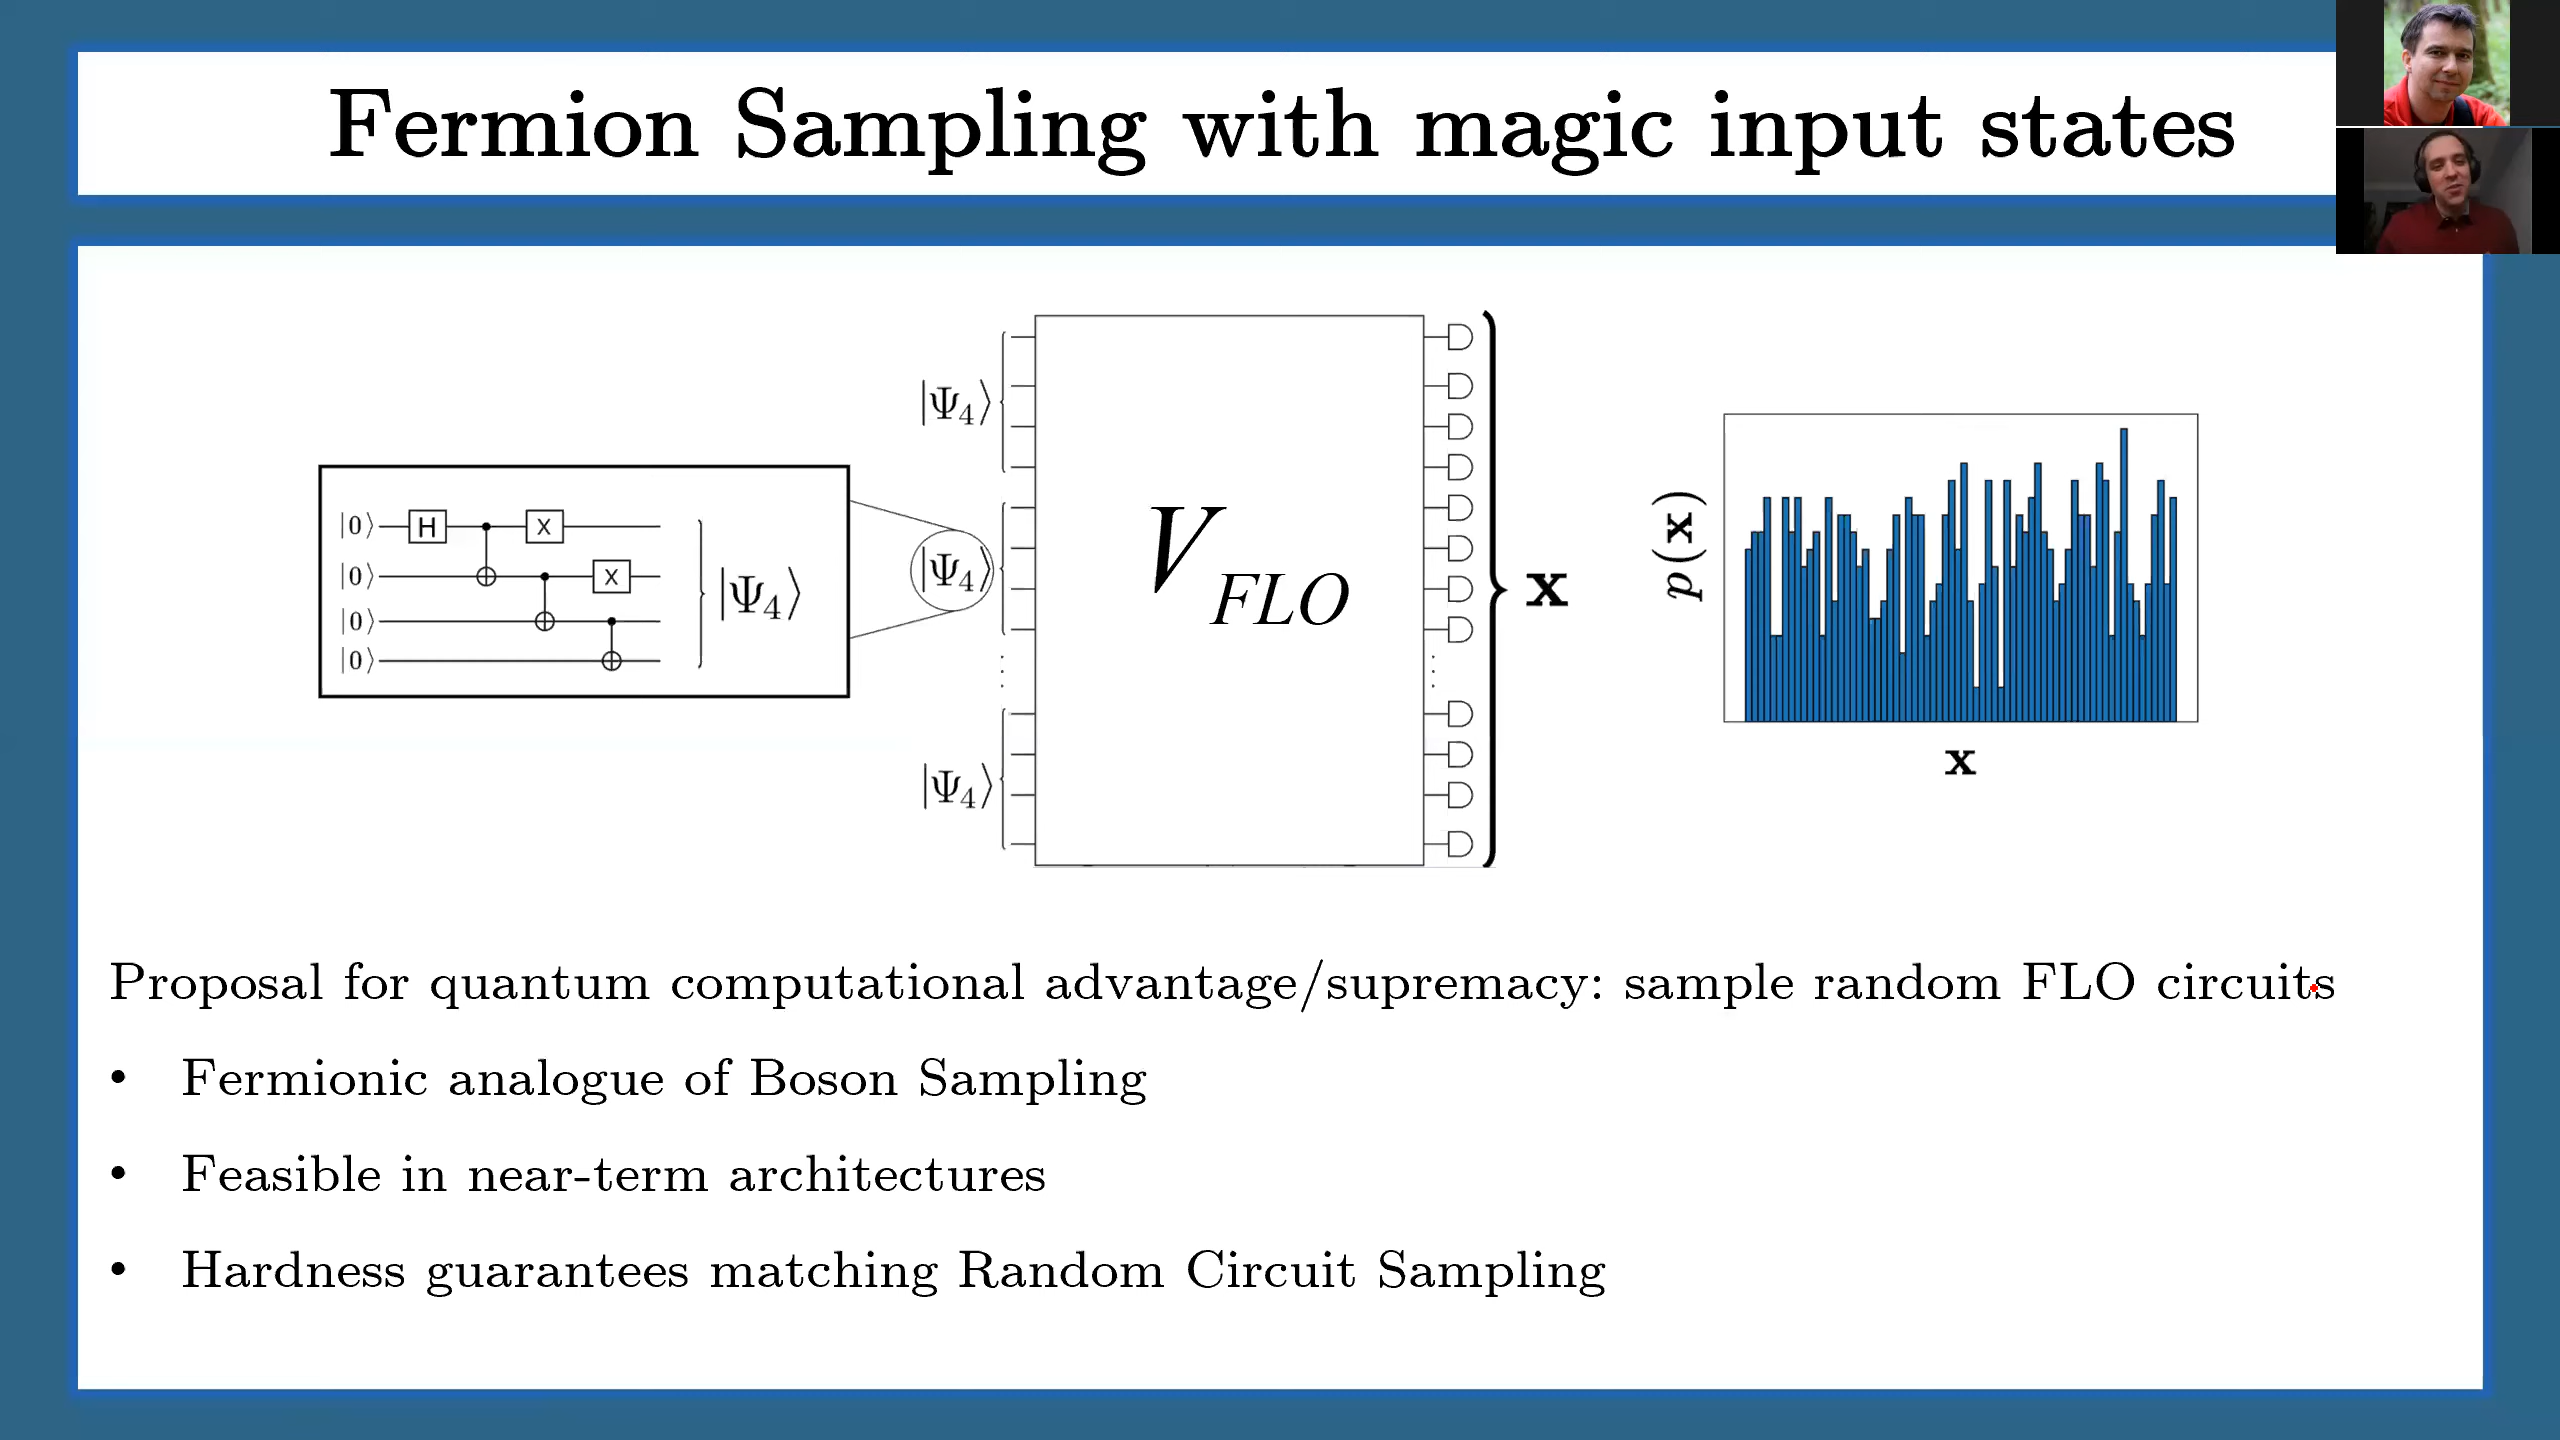 Fermion Sampling with magic input states
|0⟩ H X
|0⟩ X
|0⟩
|0⟩
|Ψ₄⟩
|Ψ₄⟩
|Ψ₄⟩
|Ψ₄⟩
V_FLO
x
p(x)
x
Proposal for quantum computational advantage/supremacy: sample random FLO circuits
• Fermionic analogue of Boson Sampling
• Feasible in near-term architectures
• Hardness guarantees matching Random Circuit Sampling